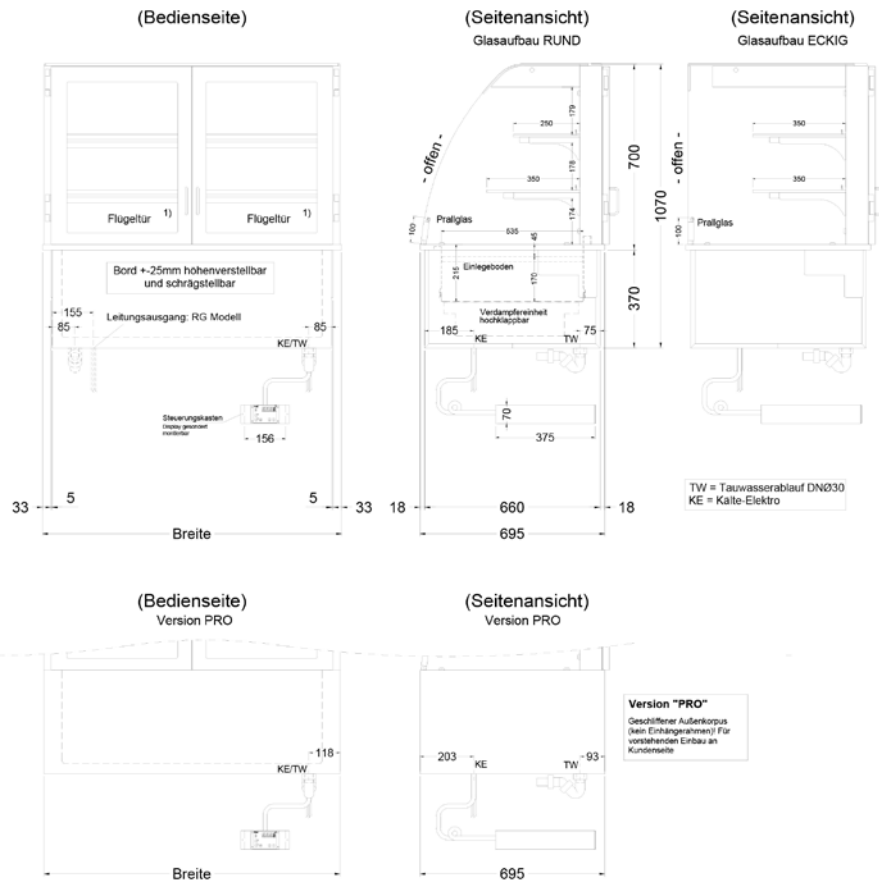 (Bedienseite)
(Seitenansicht)
Glasaufbau RUND
(Seitenansicht)
Glasaufbau ECKIG
Flügeltür 1)
Flügeltür 1)
- offen -
250
350
179
178
174
Prallglas
100
535
45
215
170
Einlegeboden
Verdampfereinheit
hochklappbar
185
75
KE
TW
70
375
18
660
18
695
700
1070
370
- offen -
350
350
Prallglas
100
Bord +-25mm höhenverstellbar
und schrägstellbar
155
85
Leitungsausgang: RG Modell
85
KE/TW
Steuerungskasten
Display gesondert
montierbar
156
33
5
5
33
Breite
TW = Tauwasserablauf DNØ30
KE = Kälte-Elektro
(Bedienseite)
Version PRO
(Seitenansicht)
Version PRO
118
KE/TW
Breite
203
93
KE
TW
695
Version "PRO"
Geschliffener Außenkorpus
(kein Einhängerahmen)! Für
vorstehenden Einbau an
Kundenseite